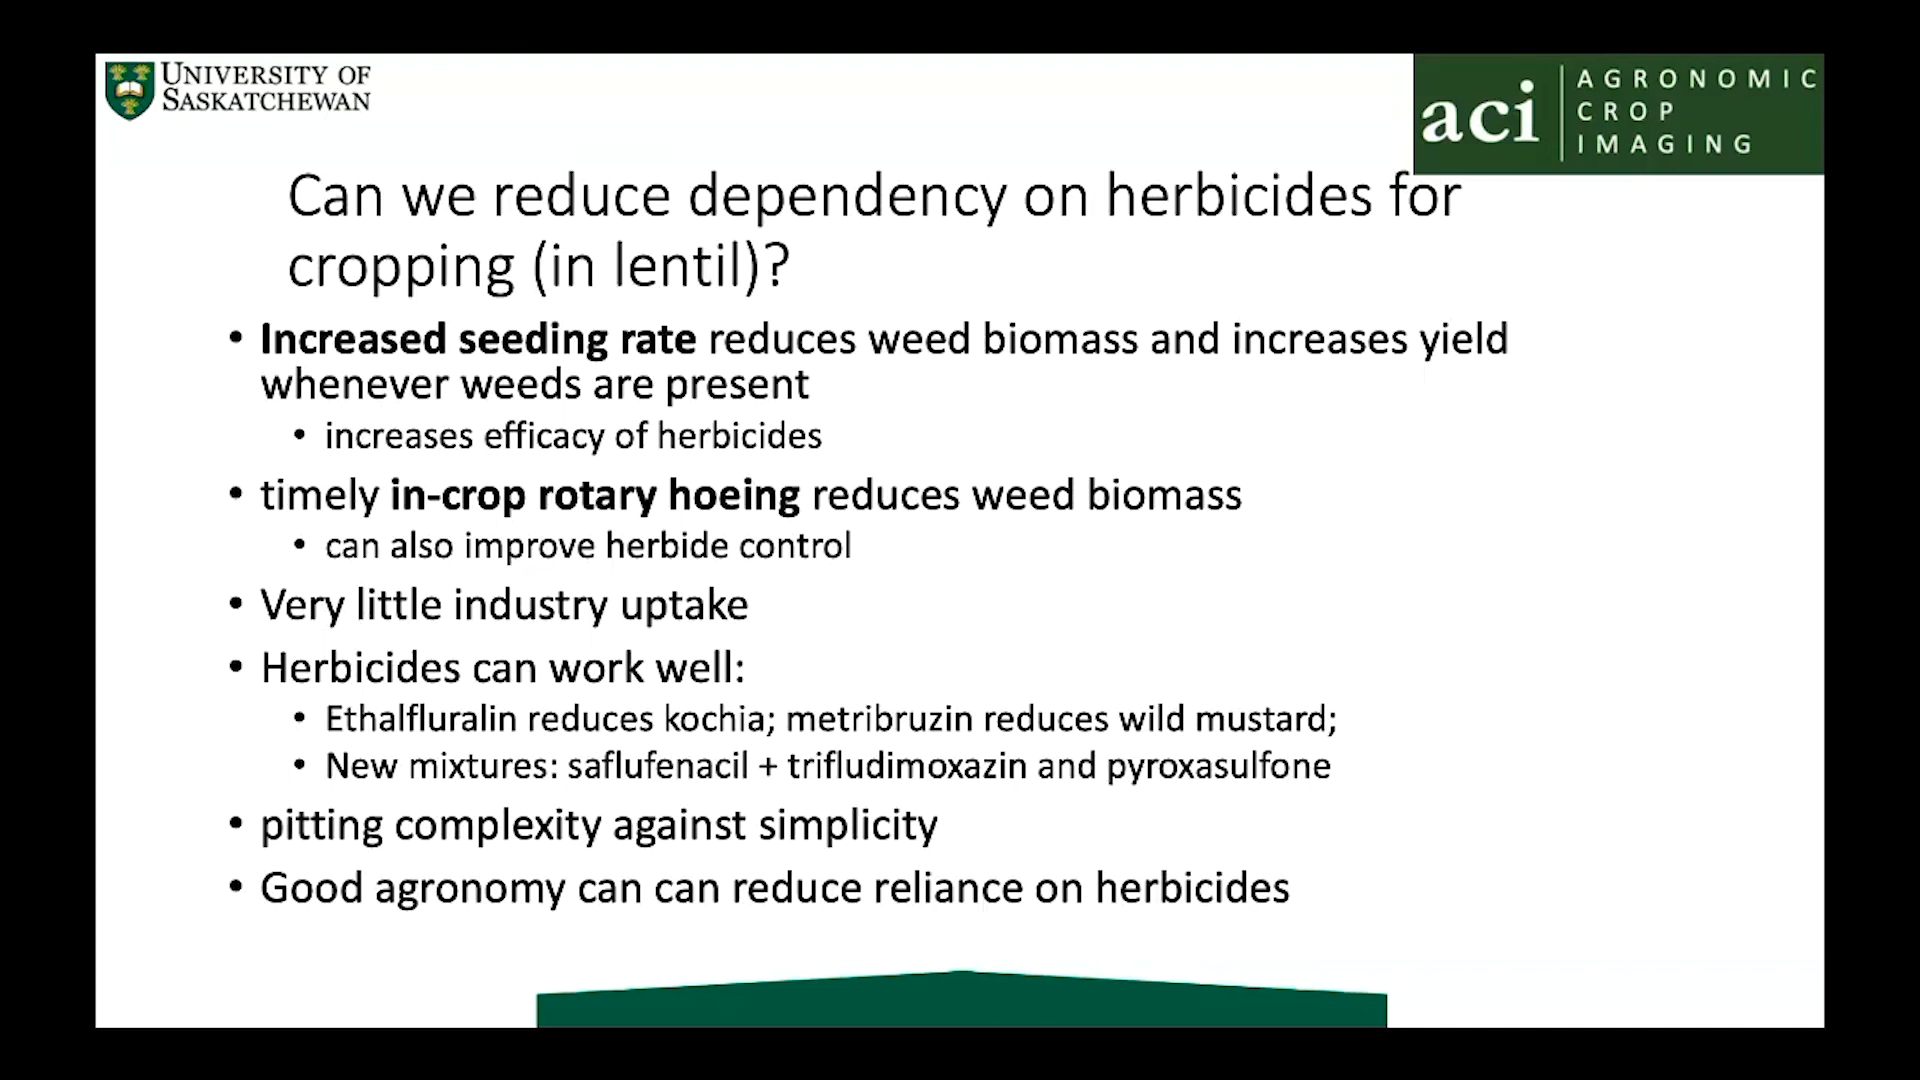 UNIVERSITY OF
SASKATCHEWAN
aci
AGRONOMIC
CROP
IMAGING
Can we reduce dependency on herbicides for
cropping (in lentil)?
• Increased seeding rate reduces weed biomass and increases yield
whenever weeds are present
• increases efficacy of herbicides
• timely in-crop rotary hoeing reduces weed biomass
• can also improve herbide control
• Very little industry uptake
• Herbicides can work well:
• Ethalfluralin reduces kochia; metribruzin reduces wild mustard;
• New mixtures: saflufenacil + trifludimoxazin and pyroxasulfone
• pitting complexity against simplicity
• Good agronomy can can reduce reliance on herbicides